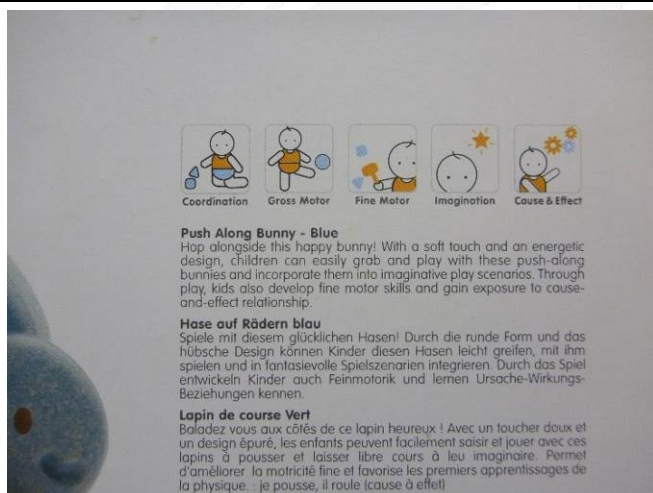 Coordination Gross Motor Fine Motor Imagination Cause & Effect
Push Along Bunny - Blue
Hop alongside this happy bunny! With a soft touch and an energetic
design, children can easily grab and play with these push-along
bunnies and incorporate them into imaginative play scenarios. Through
play, kids also develop fine motor skills and gain exposure to cause-
and-effect relationship.
Hase auf Rädern blau
Spiele mit diesem glücklichen Hasen! Durch die runde Form und das
hübsche Design können Kinder diesen Hasen leicht greifen, mit ihm
spielen und in fantasievolle Spielszenarien integrieren. Durch das Spiel
entwickeln Kinder auch Feinmotorik und lernen Ursache-Wirkungs-
Beziehungen kennen.
Lapin de course Vert
Baladez vous aux côtés de ce lapin heureux ! Avec un toucher doux et
un design épuré, les enfants peuvent facilement saisir et jouer avec ces
lapins à pousser et laisser libre cours à leu imaginaire. Permet
d'améliorer la motricité fine et favorise les premiers apprentissages de
la physique. : je pousse, il roule (cause à effet)